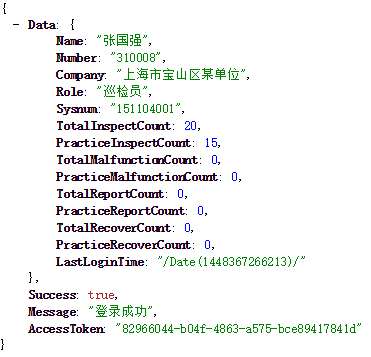 {
- Data: {
Name: "张国强",
Number: "310008",
Company: "上海市宝山区某单位",
Role: "巡检员",
Sysnum: "151104001",
TotalInspectCount: 20,
PracticeInspectCount: 15,
TotalMalfunctionCount: 0,
PracticeMalfunctionCount: 0,
TotalReportCount: 0,
PracticeReportCount: 0,
TotalRecoverCount: 0,
PracticeRecoverCount: 0,
LastLoginTime: "/Date(1448367266213)/"
},
Success: true,
Message: "登录成功",
AccessToken: "82966044-b04f-4863-a575-bce89417841d"
}